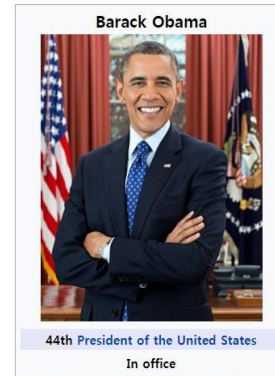 Barack Obama
44th President of the United States
In office